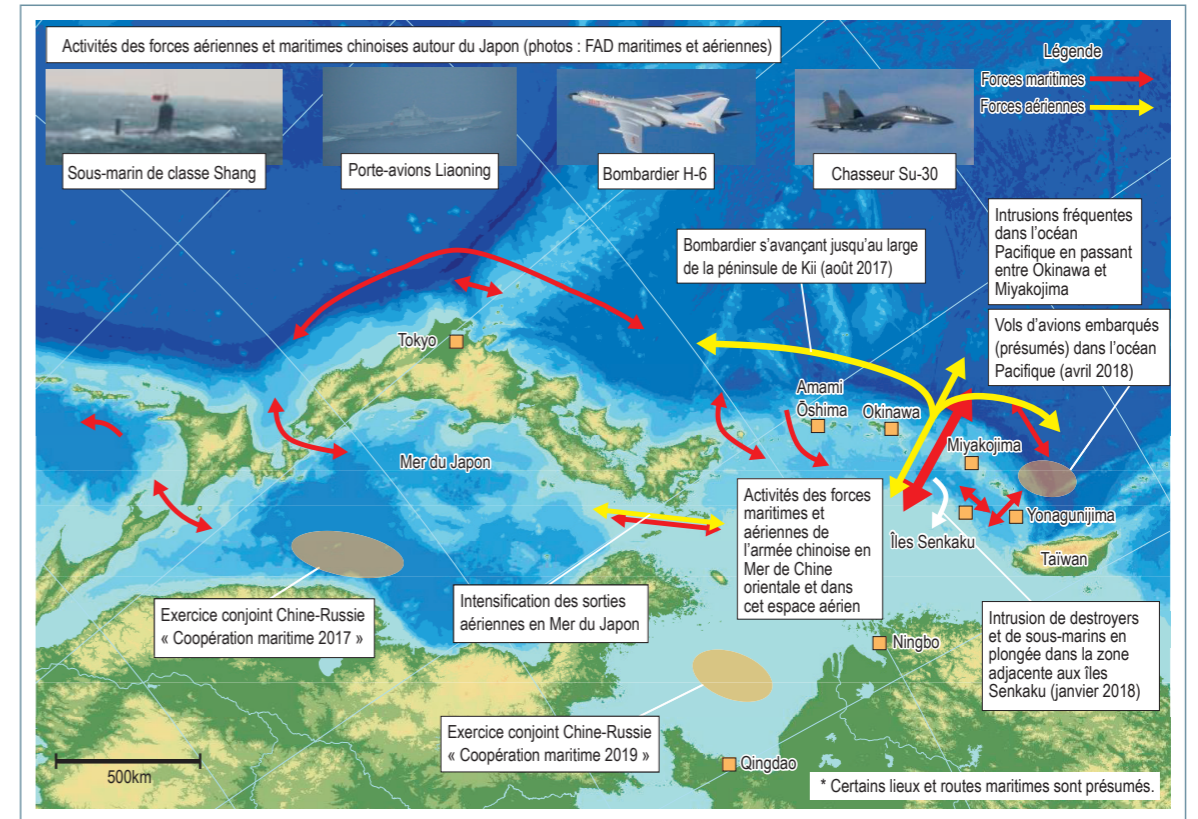 Activités des forces aériennes et maritimes chinoises autour du Japon (photos : FAD maritimes et aériennes)
Légende
Forces maritimes
Forces aériennes
Sous-marin de classe Shang
Porte-avions Liaoning
Bombardier H-6
Chasseur Su-30
Bombardier s’avançant jusqu’au large
de la péninsule de Kii (août 2017)
Intrusions fréquentes
dans l’océan
Pacifique en passant
entre Okinawa et
Miyakojima
Vols d’avions embarqués
(présumés) dans l’océan
Pacifique (avril 2018)
Tokyo
Amami
Ōshima
Okinawa
Miyakojima
Mer du Japon
Activités des forces
maritimes et
aériennes de
l’armée chinoise en
Mer de Chine
orientale et dans
cet espace aérien
Îles Senkaku
Yonagunijima
Taïwan
Exercice conjoint Chine-Russie
« Coopération maritime 2017 »
Intensification des sorties
aériennes en Mer du Japon
Intrusion de destroyers
et de sous-marins en
plongée dans la zone
adjacente aux îles
Senkaku (janvier 2018)
Ningbo
Exercice conjoint Chine-Russie
« Coopération maritime 2019 »
Qingdao
500km
* Certains lieux et routes maritimes sont présumés.